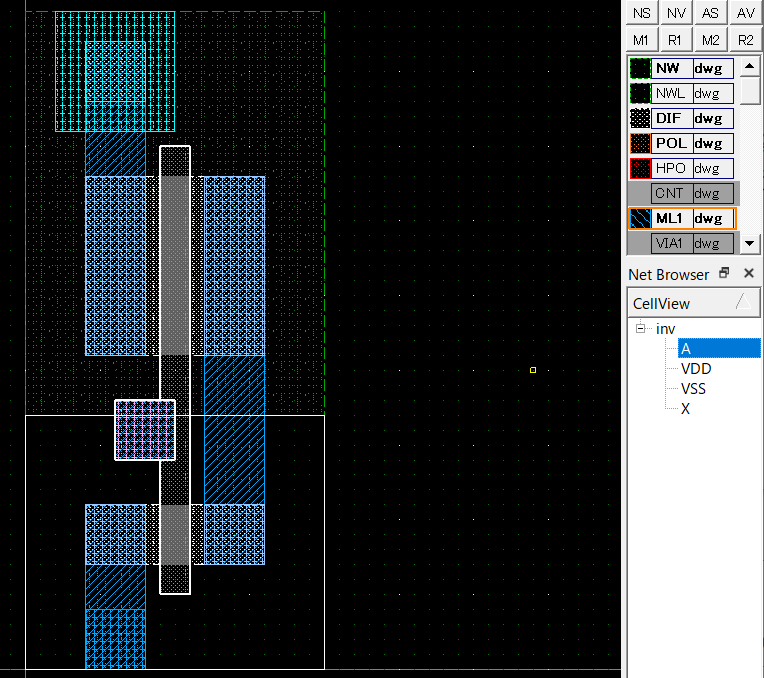 NS NV AS AV
M1 R1 M2 R2
NW dwg
NWL dwg
DIF dwg
POL dwg
HPO dwg
CNT dwg
ML1 dwg
VIA1 dwg
Net Browser
CellView
inv
A
VDD
VSS
X